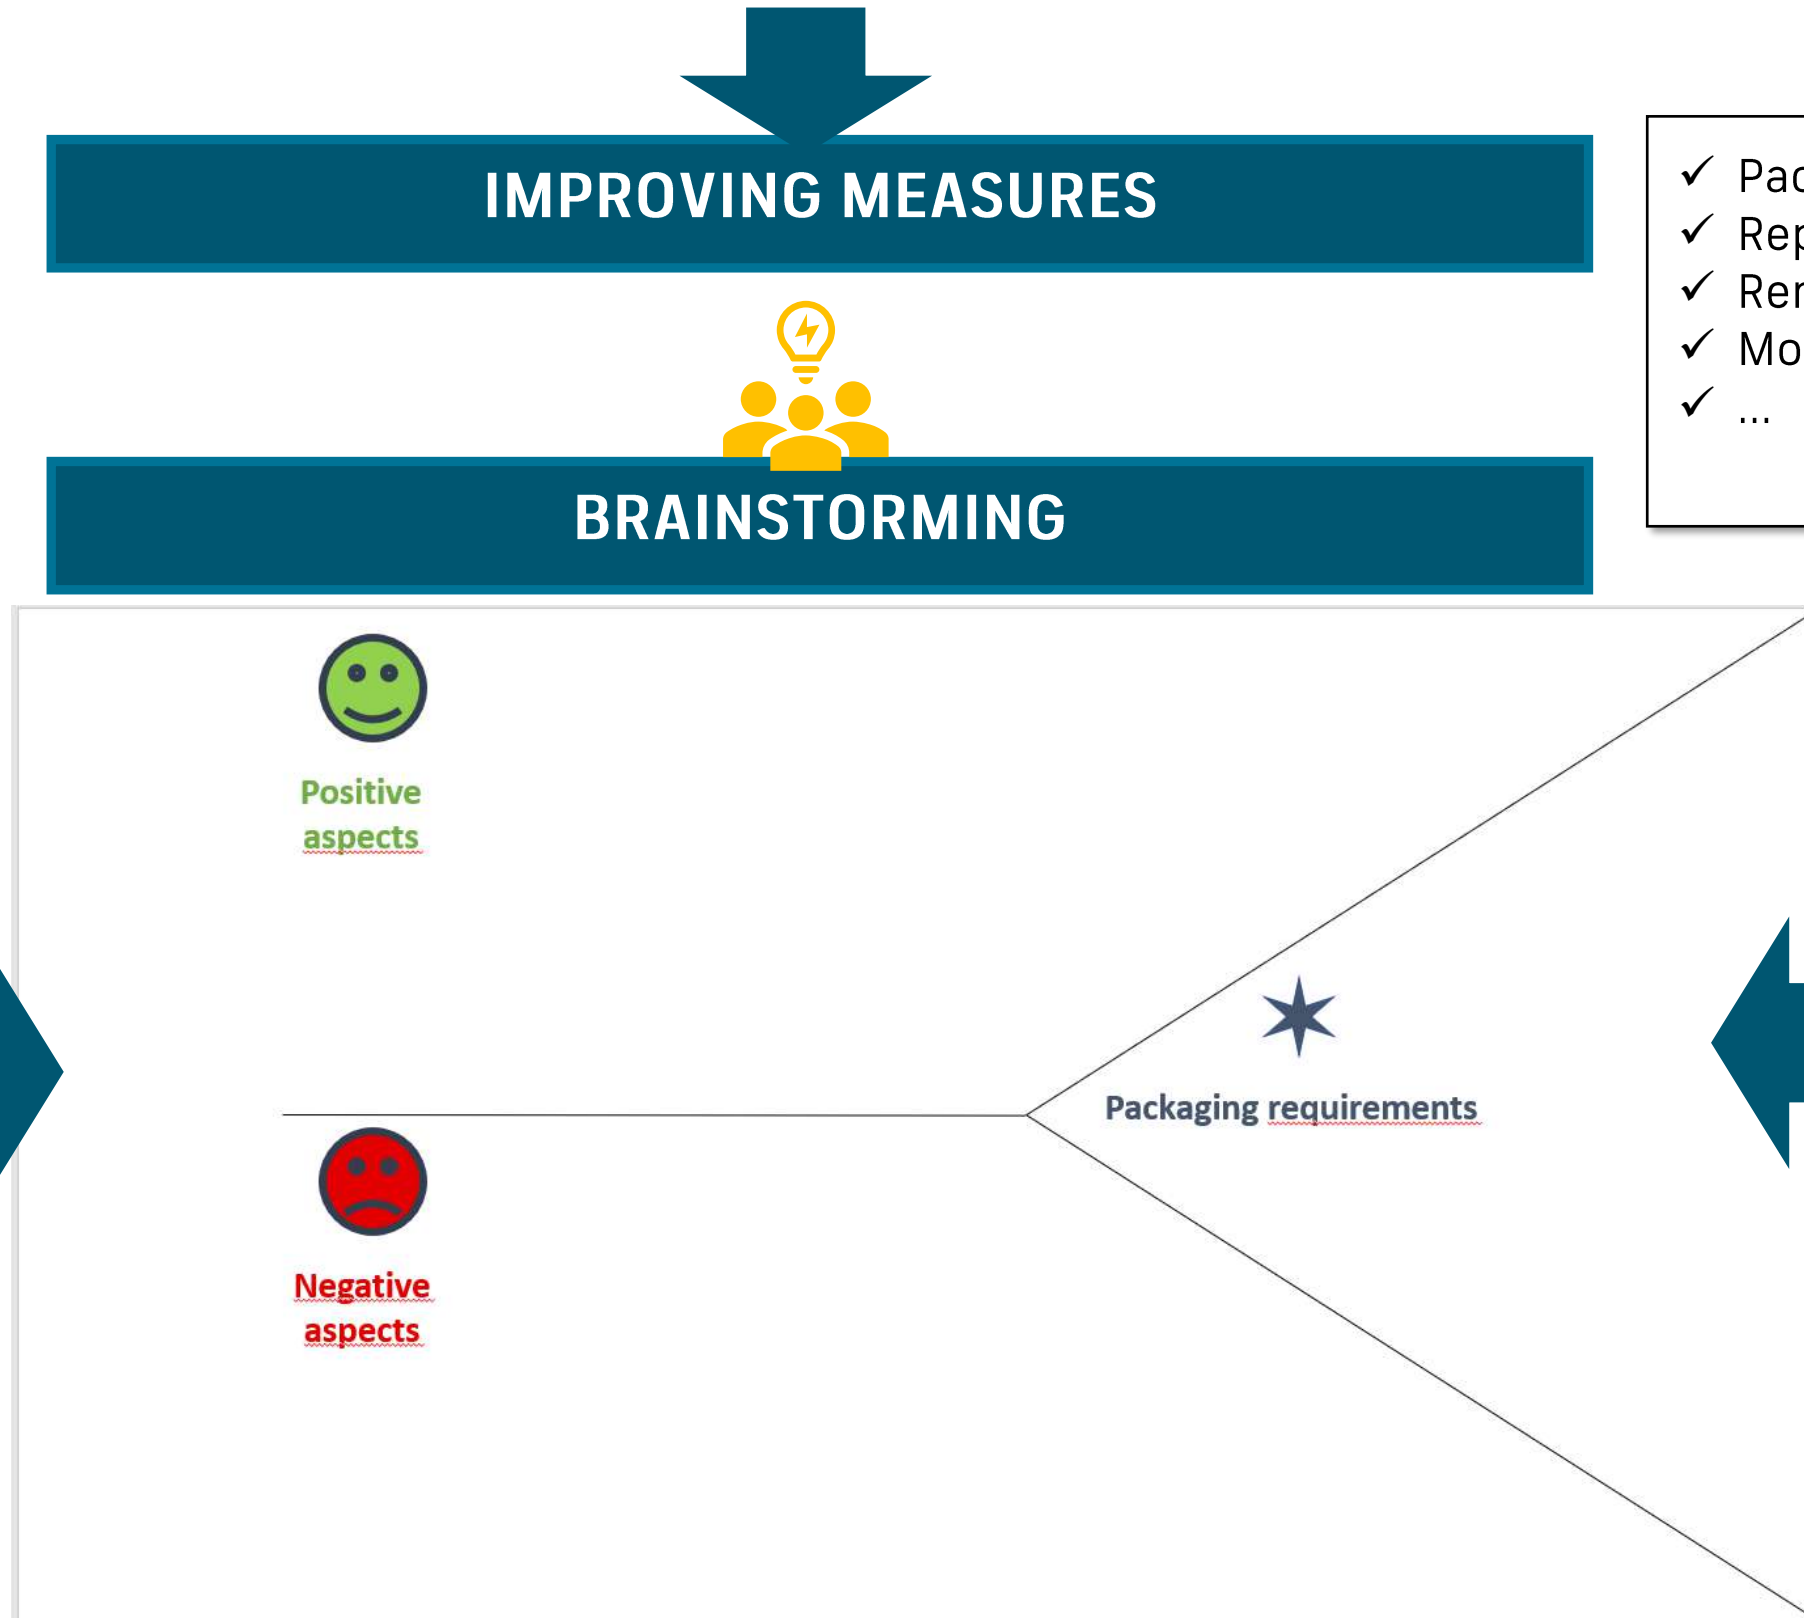 IMPROVING MEASURES
BRAINSTORMING
...
Positive
aspects
Packaging requirements
Negative
aspects